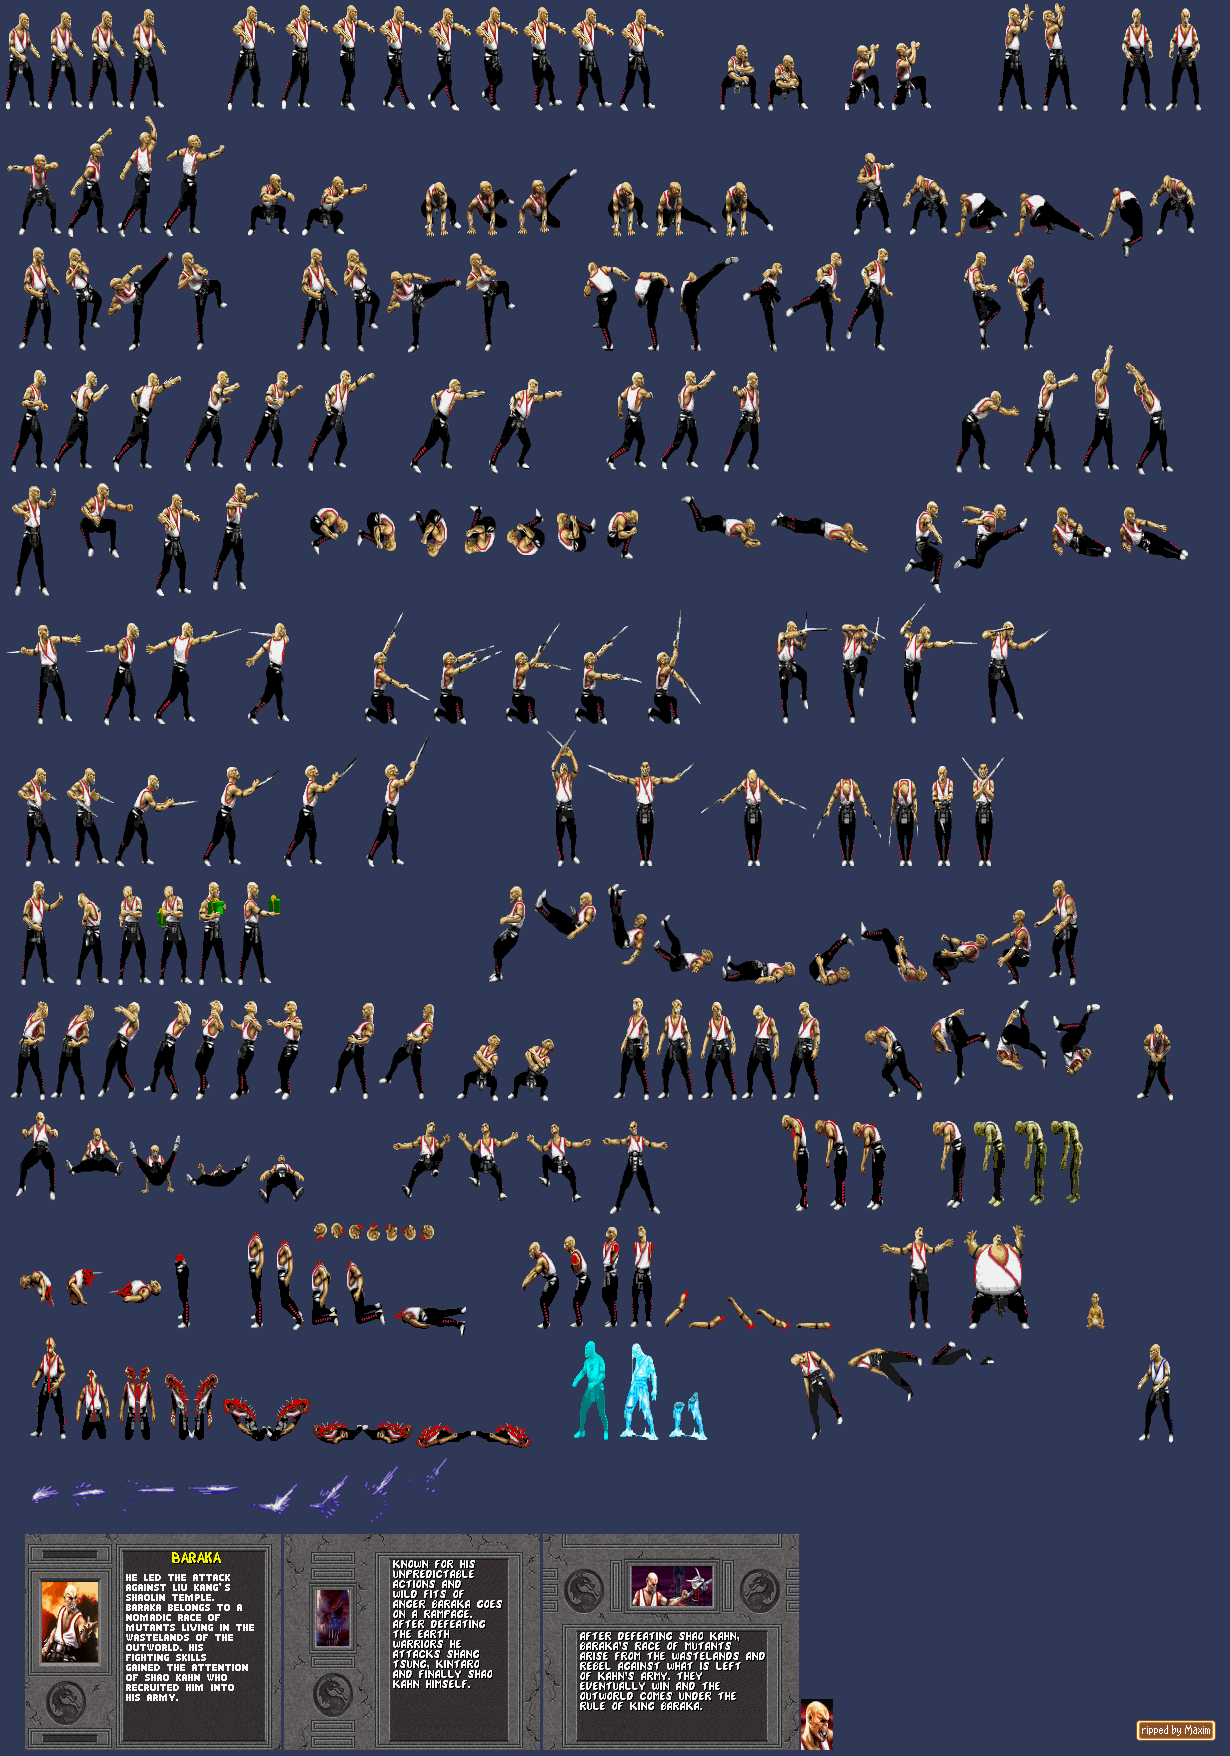 BARAKA
HE LED THE ATTACK
AGAINST LIU KANG'S
SHAOLIN TEMPLE.
BARAKA BELONGS TO A
NOMADIC RACE OF
MUTANTS LIVING IN THE
WASTELANDS OF THE
OUTWORLD. HIS
FIGHTING SKILLS
GAINED THE ATTENTION
OF SHAO KAHN WHO
RECRUITED HIM INTO
HIS ARMY.
KNOWN FOR HIS
UNPREDICTABLE
ACTIONS AND
WILD FITS OF
ANGER BARAKA GOES
ON A RAMPAGE.
AFTER DEFEATING
THE EARTH
WARRIORS HE
ATTACKS SHANG
TSUNG, KINTARO
AND FINALLY SHAO
KAHN HIMSELF.
AFTER DEFEATING SHAO KAHN,
BARAKA'S RACE OF MUTANTS
ARISE FROM THE WASTELANDS AND
REBEL AGAINST WHAT IS LEFT
OF KAHN'S ARMY. THEY
EVENTUALLY WIN AND THE
OUTWORLD COMES UNDER THE
RULE OF KING BARAKA.
ripped by Maxim